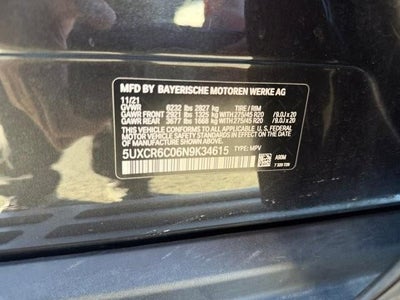 MFD BY BAYERISCHE MOTOREN WERKE AG
11/21
GVWR 6232 lbs 2827 kg TIRE / RIM
GAWR FRONT 2921 lbs 1325 kg WITH 275/45 R20 /9.0J x 20
GAWR REAR 3677 lbs 1668 kg WITH 275/45 R20 /9.0J x 20
THIS VEHICLE CONFORMS TO ALL APPLICABLE FEDERAL MOTOR
VEHICLE SAFETY STANDARDS IN EFFECT ON THE DATE OF
MANUFACTURE SHOWN ABOVE.
5UXCR6C06N9K34615 TYPE: MPV